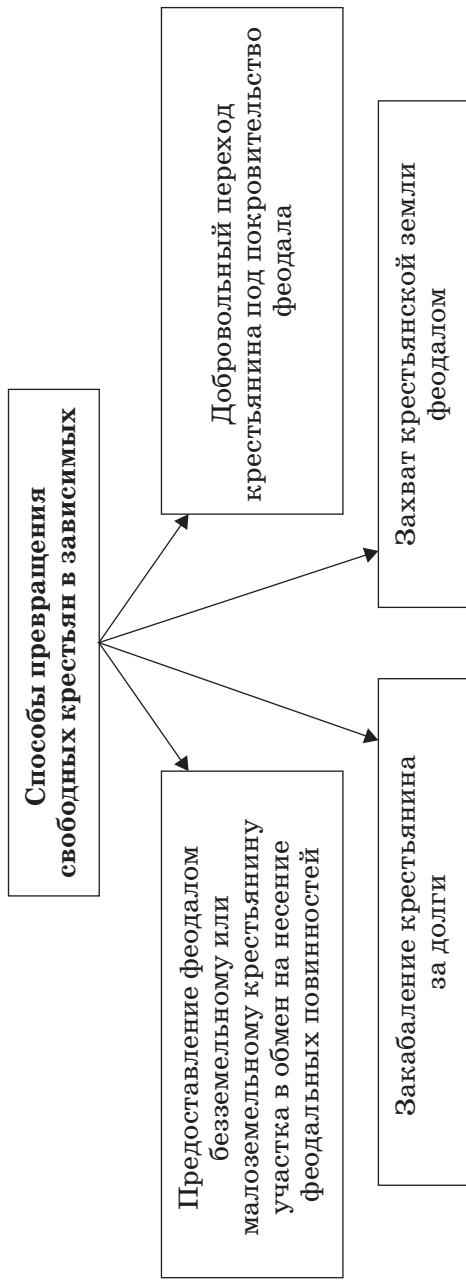 Способы превращения
свободных крестьян в зависимых
Предоставление феодалом
безземельному или
малоземельному крестьянину
участка в обмен на несение
феодальных повинностей
Добровольный переход
крестьянина под покровительство
феодала
Закабаление крестьянина
за долги
Захват крестьянской земли
феодалом